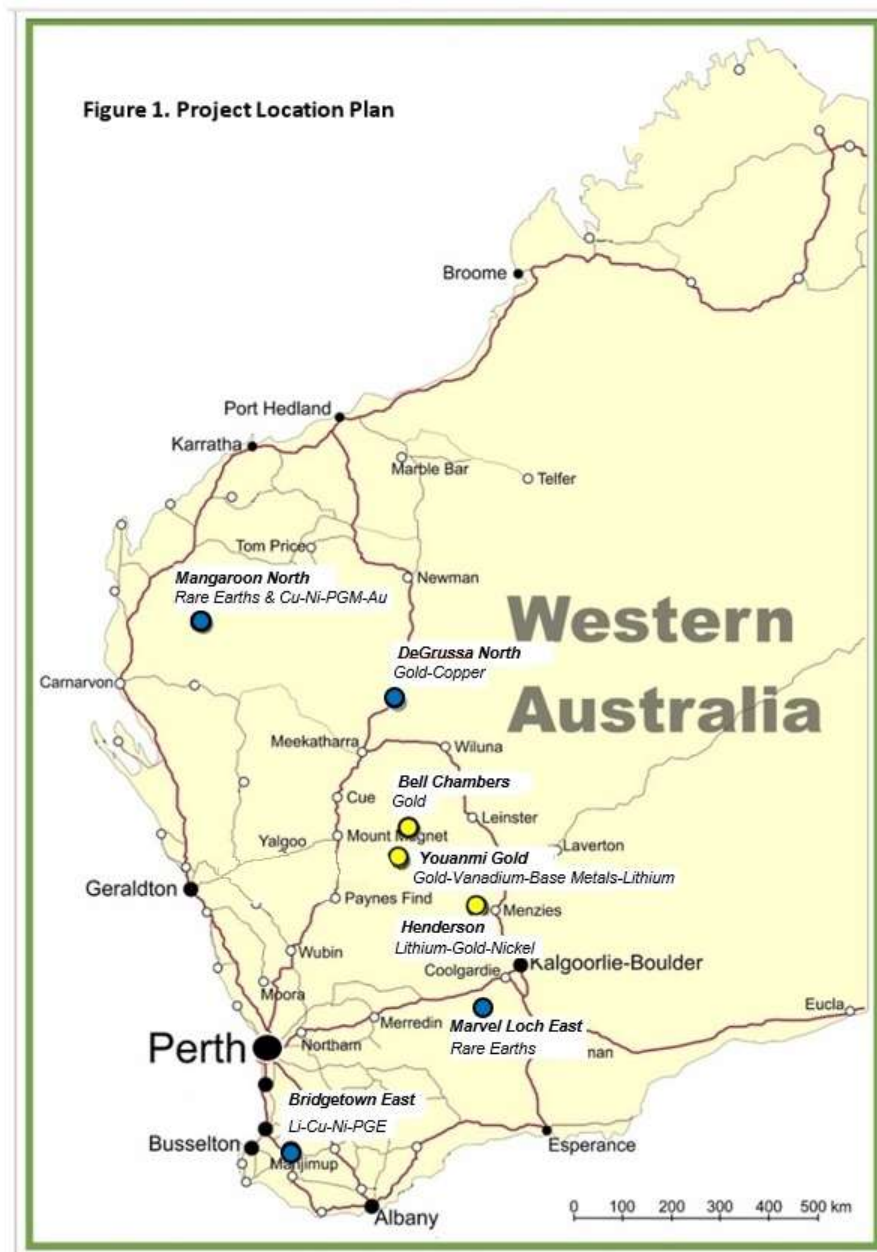 Figure 1. Project Location Plan
Broome
Port Hedland
Karratha
Marble Bar
Telfer
Tom Price
Mangaroon North
Rare Earths & Cu-Ni-PGM-Au
Newman
Western
Australia
DeGrussa North
Gold-Copper
Carnarvon
Meekatharra
Wiluna
Bell Chambers
Gold
Cue
Leinster
Yalgoo
Mount Magnet
Laverton
Youanmi Gold
Gold-Vanadium-Base Metals-Lithium
Geraldton
Paynes Find
Menzies
Henderson
Lithium-Gold-Nickel
Wubin
Kalgoorlie-Boulder
Coolgardie
Moora
Eucla
Merredin
Marvel Loch East
Rare Earths
Perth
Northam
nan
Bridgetown East
Li-Cu-Ni-PGE
Busselton
Manjimup
Esperance
Albany
0 100 200 300 400 500 km